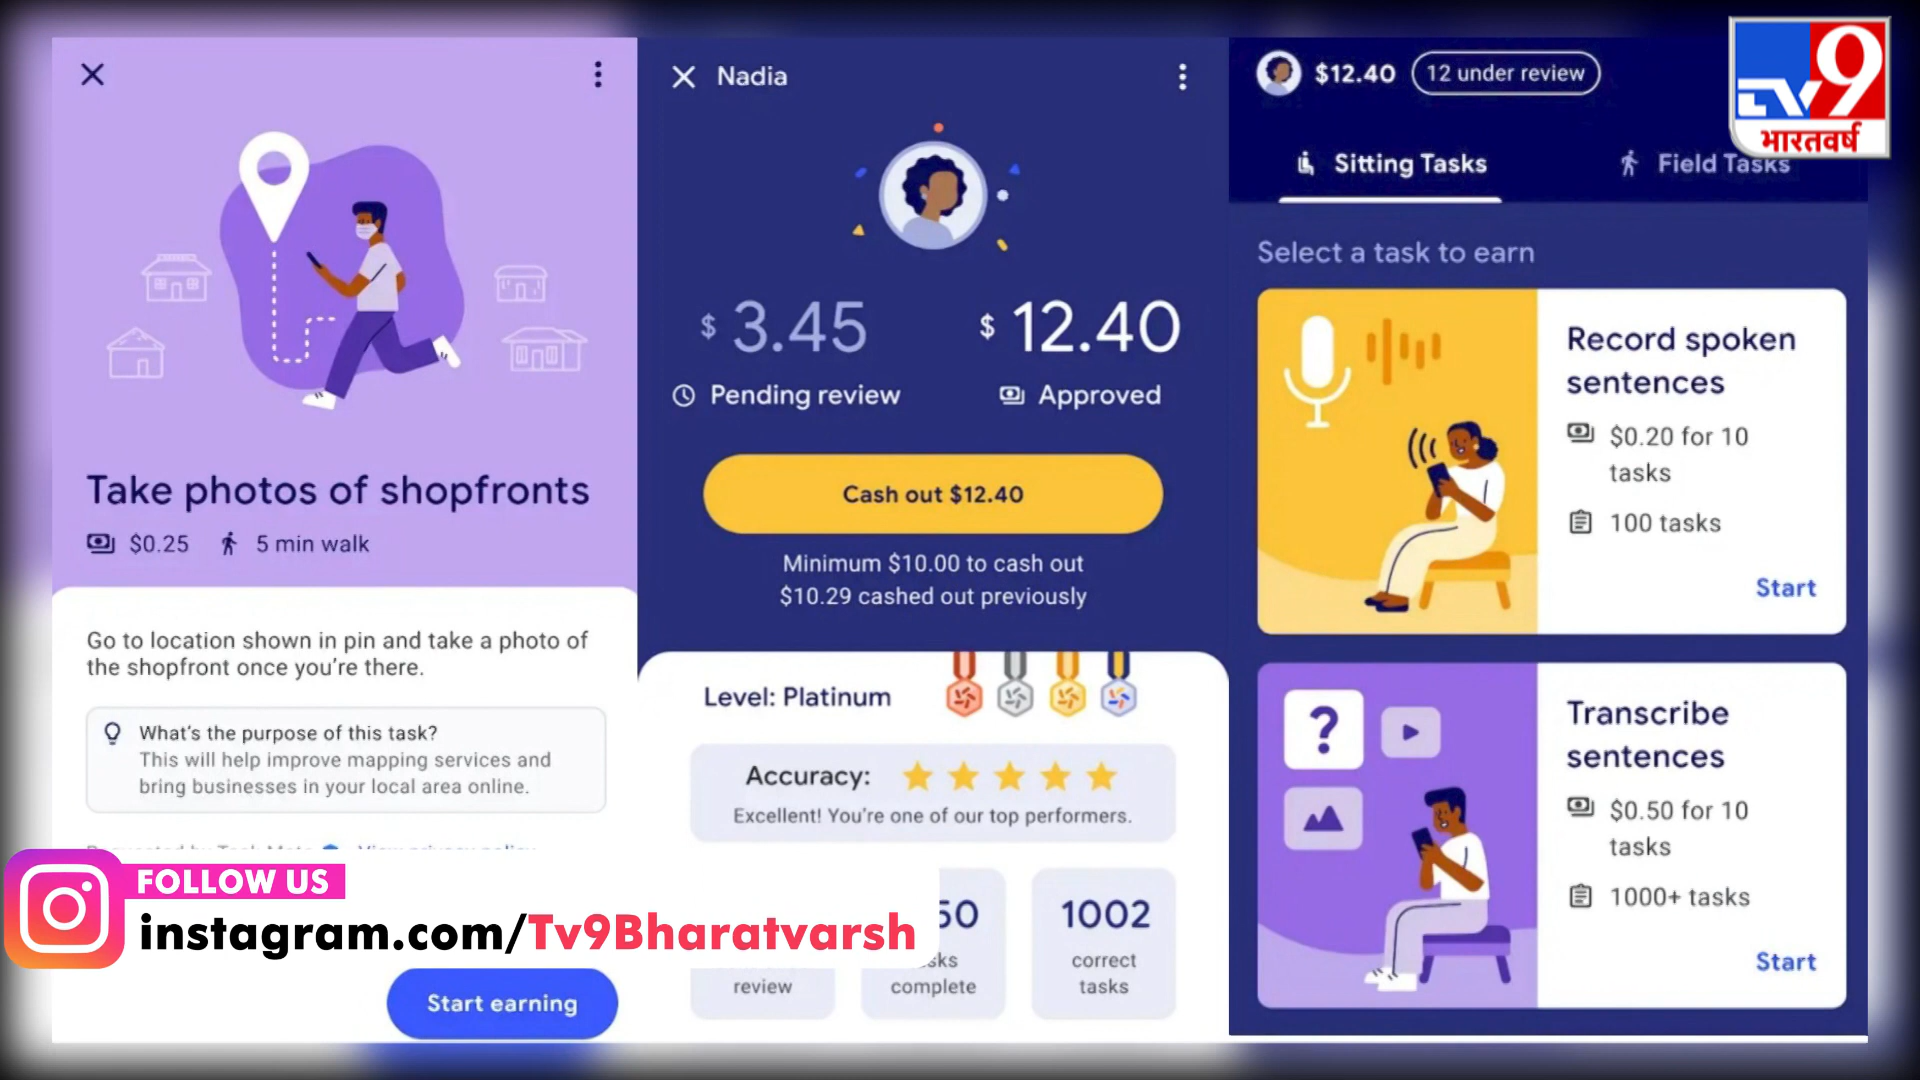 Take photos of shopfronts
$0.25 5 min walk
Go to location shown in pin and take a photo of
the shopfront once you're there.
What's the purpose of this task?
This will help improve mapping services and
bring businesses in your local area online.
Start earning
Nadia
$ 3.45
Pending review
$ 12.40
Approved
Cash out $12.40
Minimum $10.00 to cash out
$10.29 cashed out previously
Level: Platinum
Accuracy:
Excellent! You're one of our top performers.
review
complete
1002
correct
tasks
$12.40 12 under review
Sitting Tasks
Field Tasks
Select a task to earn
Record spoken
sentences
$0.20 for 10
tasks
100 tasks
Start
?
Transcribe
sentences
$0.50 for 10
tasks
1000+ tasks
Start
TV9
भारतवर्ष
FOLLOW US
instagram.com/Tv9Bharatvarsh